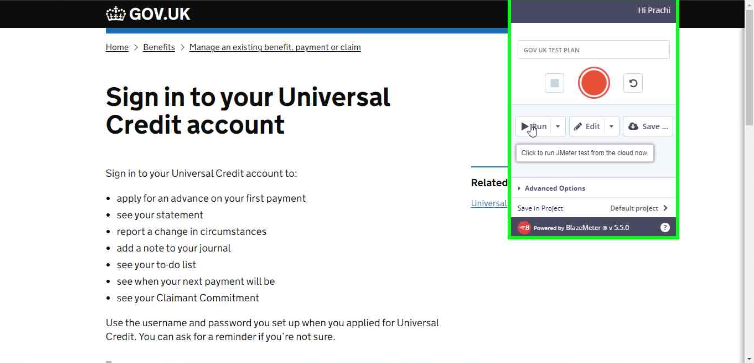 GOV.UK
Home > Benefits > Manage an existing benefit, payment or claim
Sign in to your Universal
Credit account
Sign in to your Universal Credit account to:
• apply for an advance on your first payment
• see your statement
• report a change in circumstances
• add a note to your journal
• see your to-do list
• see when your next payment will be
• see your Claimant Commitment
Use the username and password you set up when you applied for Universal
Credit. You can ask for a reminder if you're not sure.
Related
Universal
Hi Prachi
GOV UK TEST PLAN
Run
Edit
Save ...
Click to run JMeter test from the cloud now.
Advanced Options
Save in Project
Default project
Powered by BlazeMeter ® v 5.5.0
?